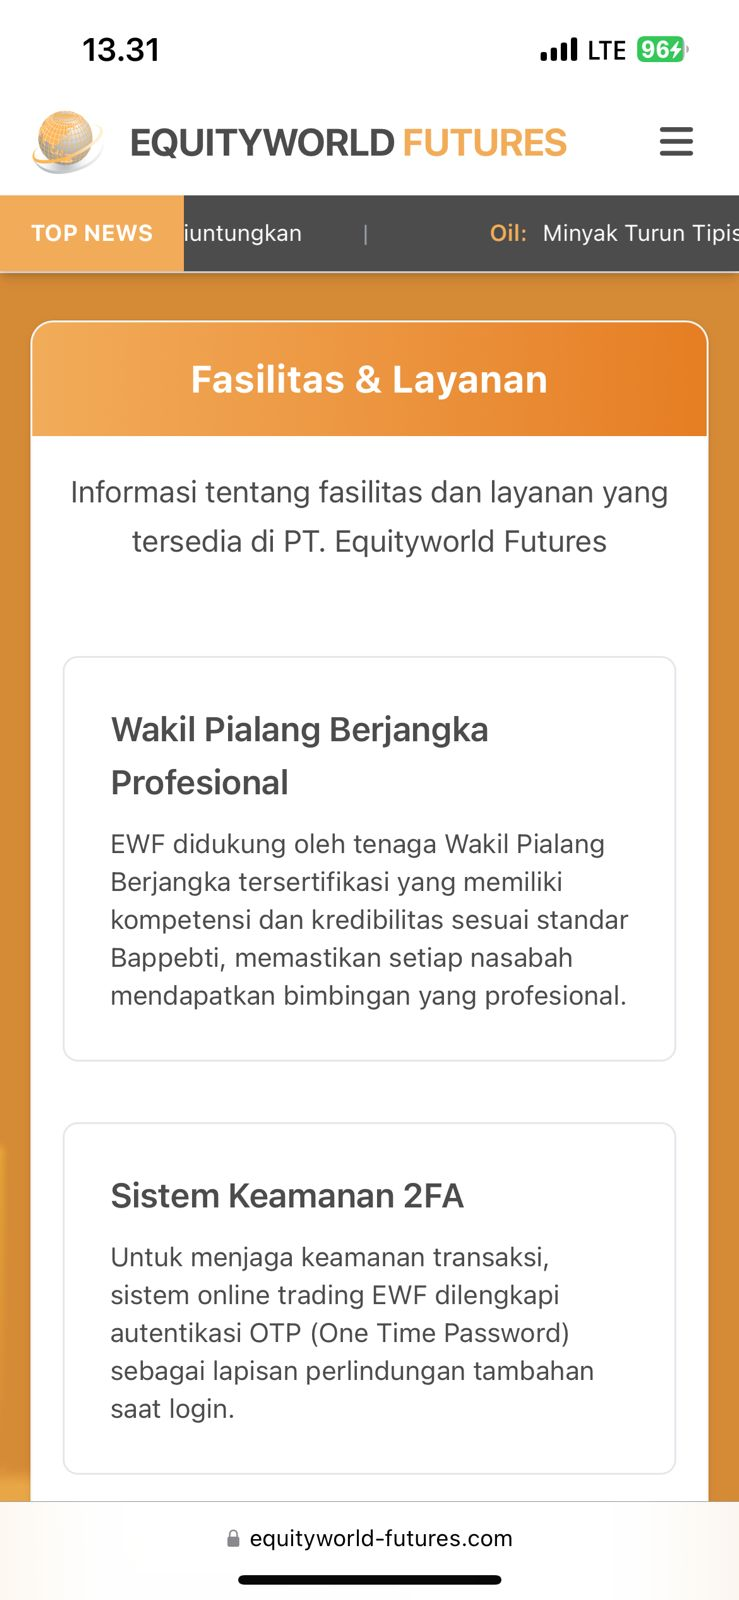 13.31
LTE 96
EQUITYWORLD FUTURES
TOP NEWS iuntungkan | Oil: Minyak Turun Tipis
Fasilitas & Layanan
Informasi tentang fasilitas dan layanan yang
tersedia di PT. Equityworld Futures
Wakil Pialang Berjangka
Profesional
EWF didukung oleh tenaga Wakil Pialang
Berjangka tersertifikasi yang memiliki
kompetensi dan kredibilitas sesuai standar
Bappebti, memastikan setiap nasabah
mendapatkan bimbingan yang profesional.
Sistem Keamanan 2FA
Untuk menjaga keamanan transaksi,
sistem online trading EWF dilengkapi
autentikasi OTP (One Time Password)
sebagai lapisan perlindungan tambahan
saat login.
equityworld-futures.com